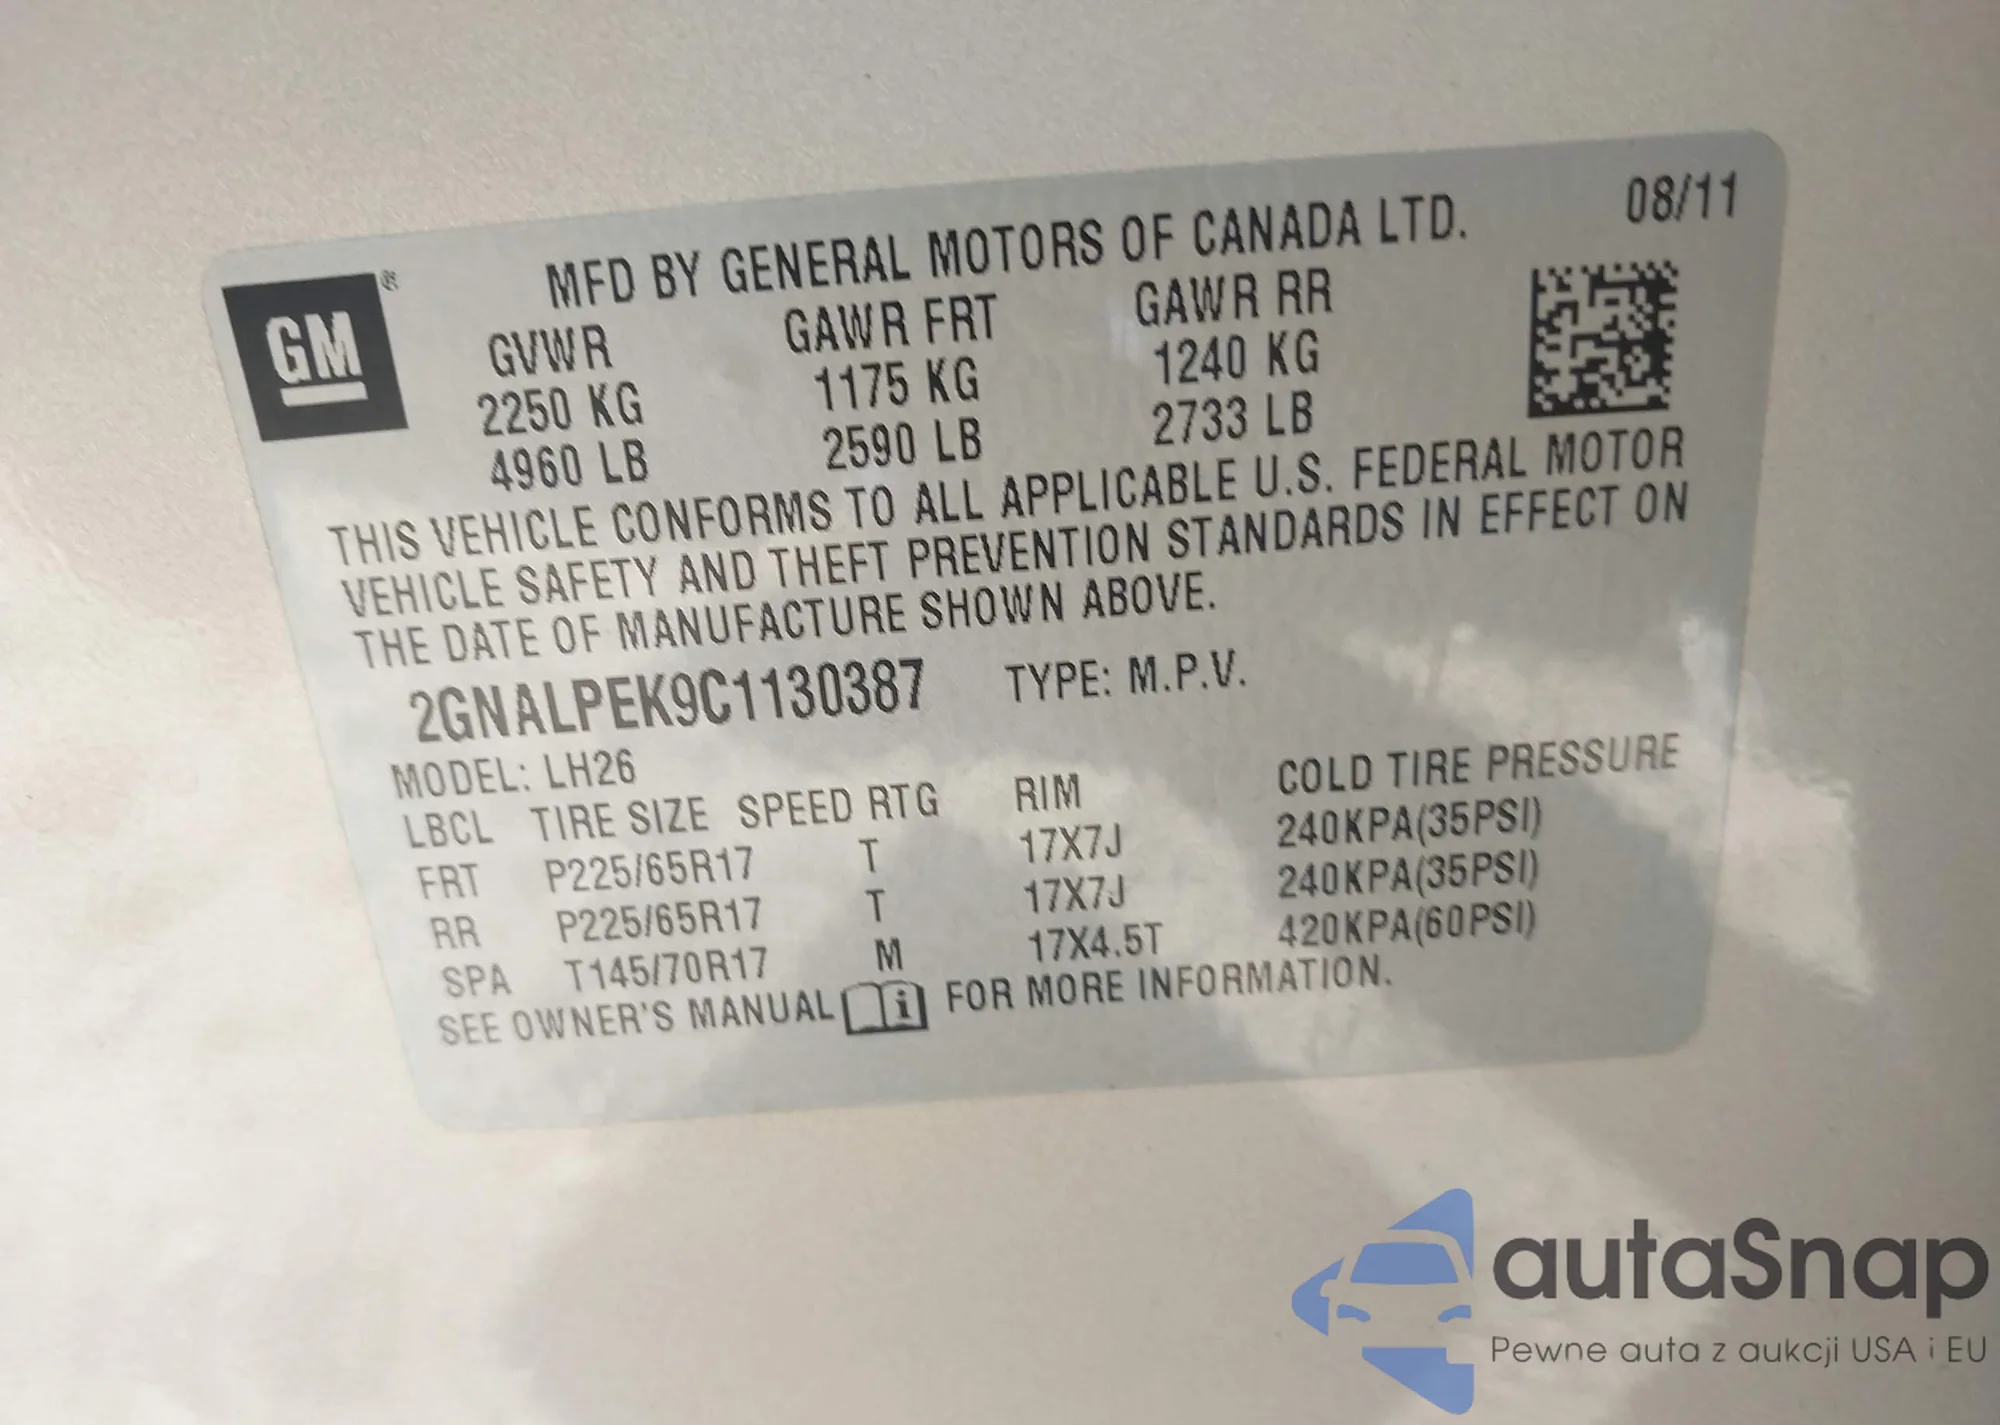 08/11
GM ®
MFD BY GENERAL MOTORS OF CANADA LTD.
GVWR GAWR FRT GAWR RR
2250 KG 1175 KG 1240 KG
4960 LB 2590 LB 2733 LB
THIS VEHICLE CONFORMS TO ALL APPLICABLE U.S. FEDERAL MOTOR
VEHICLE SAFETY AND THEFT PREVENTION STANDARDS IN EFFECT ON
THE DATE OF MANUFACTURE SHOWN ABOVE.
2GNALPEK9C1130387 TYPE: M.P.V.
MODEL: LH26
LBCL TIRE SIZE SPEED RTG RIM COLD TIRE PRESSURE
FRT P225/65R17 T 17X7J 240KPA(35PSI)
RR P225/65R17 T 17X7J 240KPA(35PSI)
SPA T145/70R17 M 17X4.5T 420KPA(60PSI)
SEE OWNER'S MANUAL i FOR MORE INFORMATION.
autaSnap
Pewne auta z aukcji USA i EU